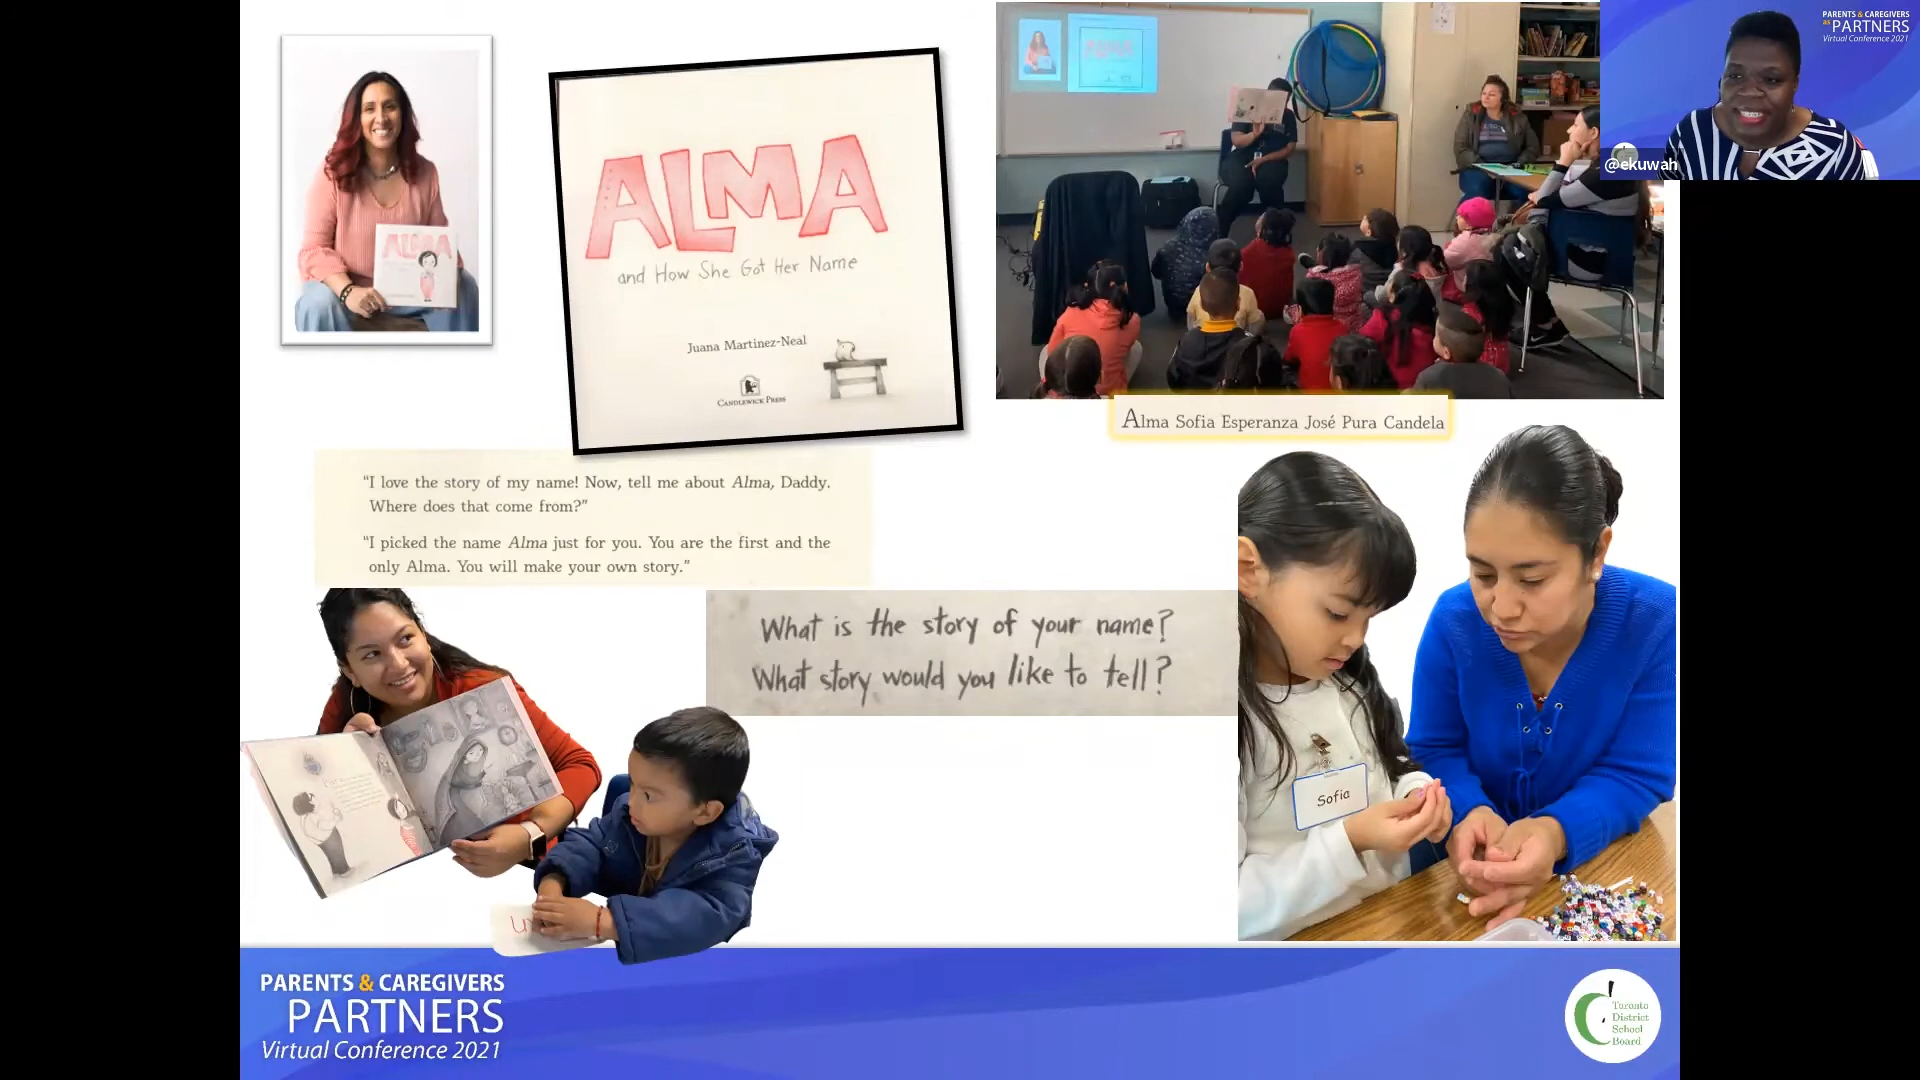 ALMA
and How She Got Her Name
Juana Martinez-Neal
CANDLEWICK PRESS
ALMA
ALMA
PARENTS & CAREGIVERS
as PARTNERS
Virtual Conference 2021
@ekuwah
Alma Sofia Esperanza José Pura Candela
"I love the story of my name! Now, tell me about Alma, Daddy.
Where does that come from?"
"I picked the name Alma just for you. You are the first and the
only Alma. You will make your own story."
What is the story of your name?
What story would you like to tell?
Sofia
PARENTS & CAREGIVERS
PARTNERS
Virtual Conference 2021
Toronto
District
School
Board